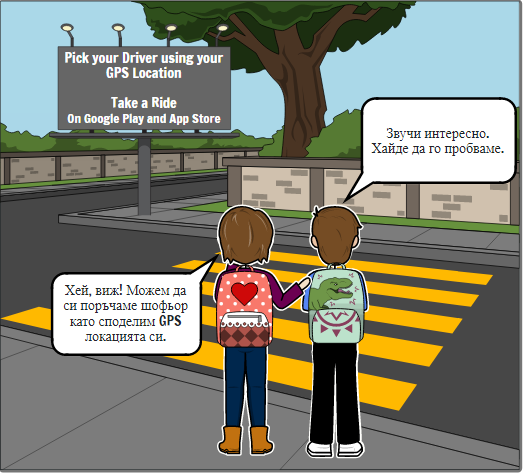 Pick your Driver using your
GPS Location
Take a Ride
On Google Play and App Store
Звучи интересно.
Хайде да го пробваме.
Хей, виж! Можем да
си поръчаме шофьор
като споделим GPS
локацията си.